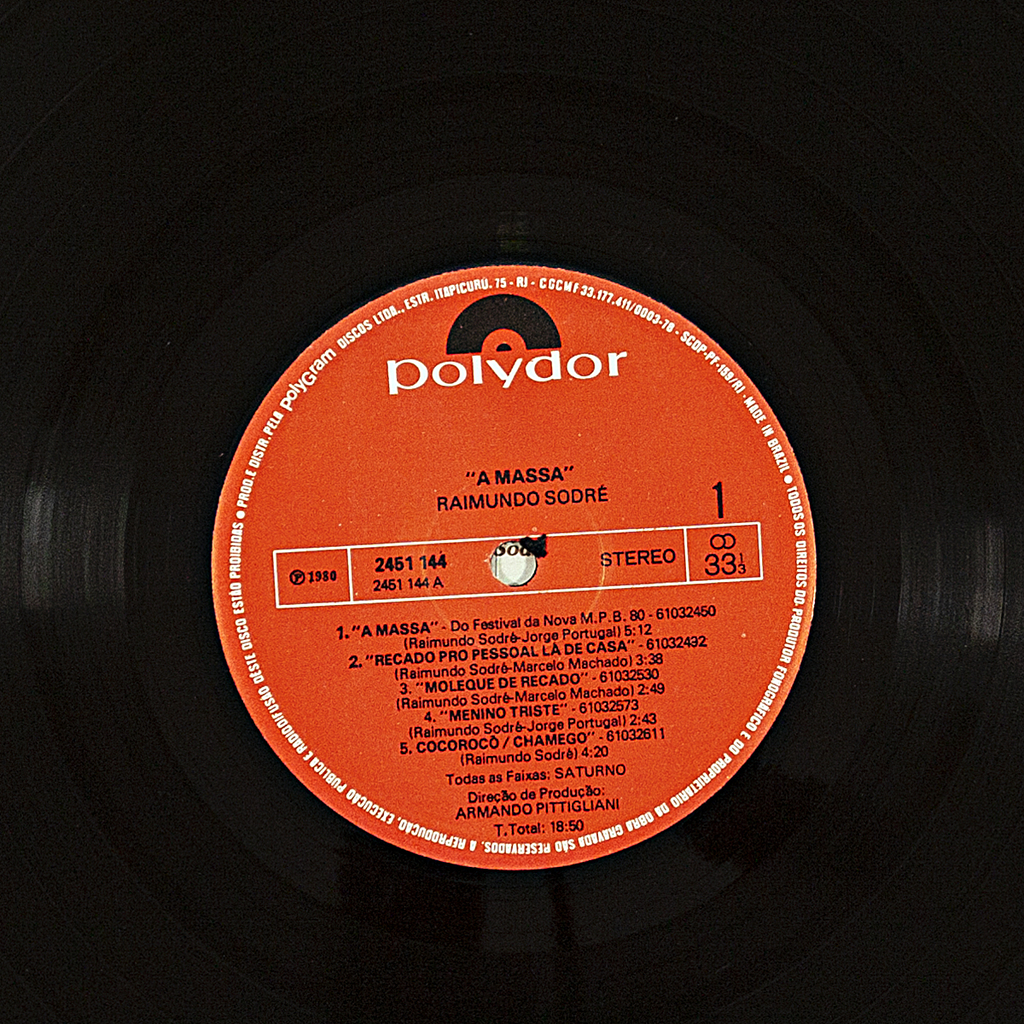 PROD. E DISTR. PELA polyGram DISCOS LTDA., ESTR. ITAPICURU, 75 - RJ - CGCMF 33.177.411/0003-78 - SCDP-PF-159/RJ - MADE IN BRAZIL ● TODOS OS DIREITOS DO PRODUTOR FONOGRÁFICO E DO PROPRIETARIO DA OBRA GRAVADA SÃO RESERVADOS. A REPRODUÇÃO, EXECUÇÃO PÚBLICA E RADIODIFUSÃO DESTE DISCO ESTÃO PROIBIDAS ●
polydor
"A MASSA"
RAIMUNDO SODRÉ
1
℗ 1980
2451 144
2451 144 A
STEREO
33 1/3
1. "A MASSA" - Do Festival da Nova M.P.B. 80 - 61032450
(Raimundo Sodré-Jorge Portugal) 5:12
2. "RECADO PRO PESSOAL LÁ DE CASA" - 61032492
(Raimundo Sodré-Marcelo Machado) 3:38
3. "MOLEQUE DE RECADO" - 61032530
(Raimundo Sodré-Marcelo Machado) 2:49
4. "MENINO TRISTE" - 61032573
(Raimundo Sodré-Jorge Portugal) 2:43
5. COCOROCÔ / CHAMEGO" - 61032611
(Raimundo Sodré) 4:20
Todas as Faixas: SATURNO
Direção de Produção:
ARMANDO PITTIGLIANI
T. Total: 18:50